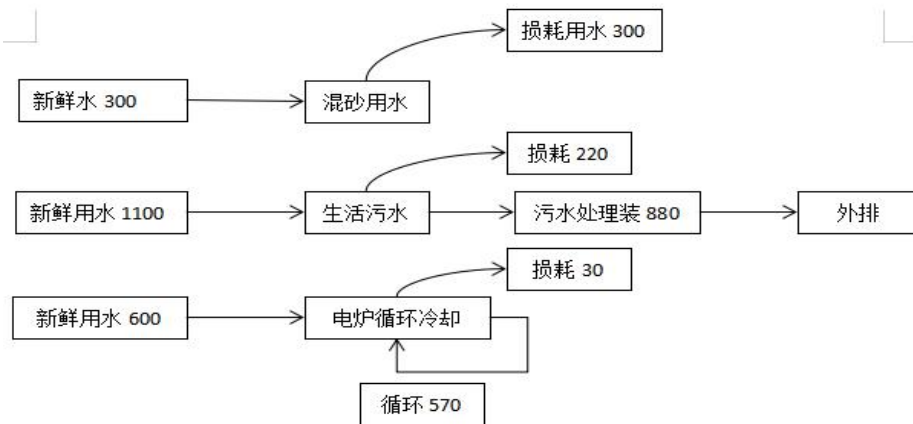 损耗用水 300
新鲜水 300
混砂用水
损耗 220
新鲜用水 1100
生活污水
污水处理装 880
外排
损耗 30
新鲜用水 600
电炉循环冷却
循环 570